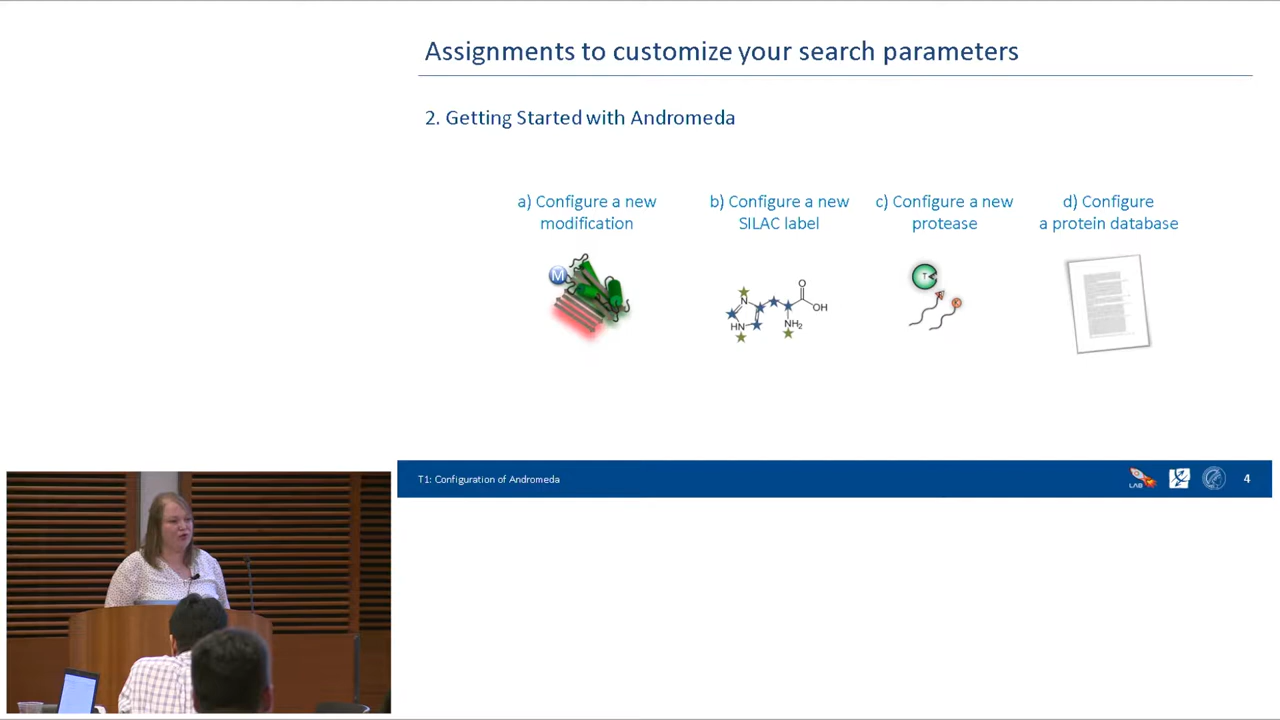 Assignments to customize your search parameters
2. Getting Started with Andromeda
a) Configure a new
modification
b) Configure a new
SILAC label
c) Configure a new
protease
d) Configure
a protein database
M
N
HN
O
OH
NH2
T
K
T1: Configuration of Andromeda
LAB
4